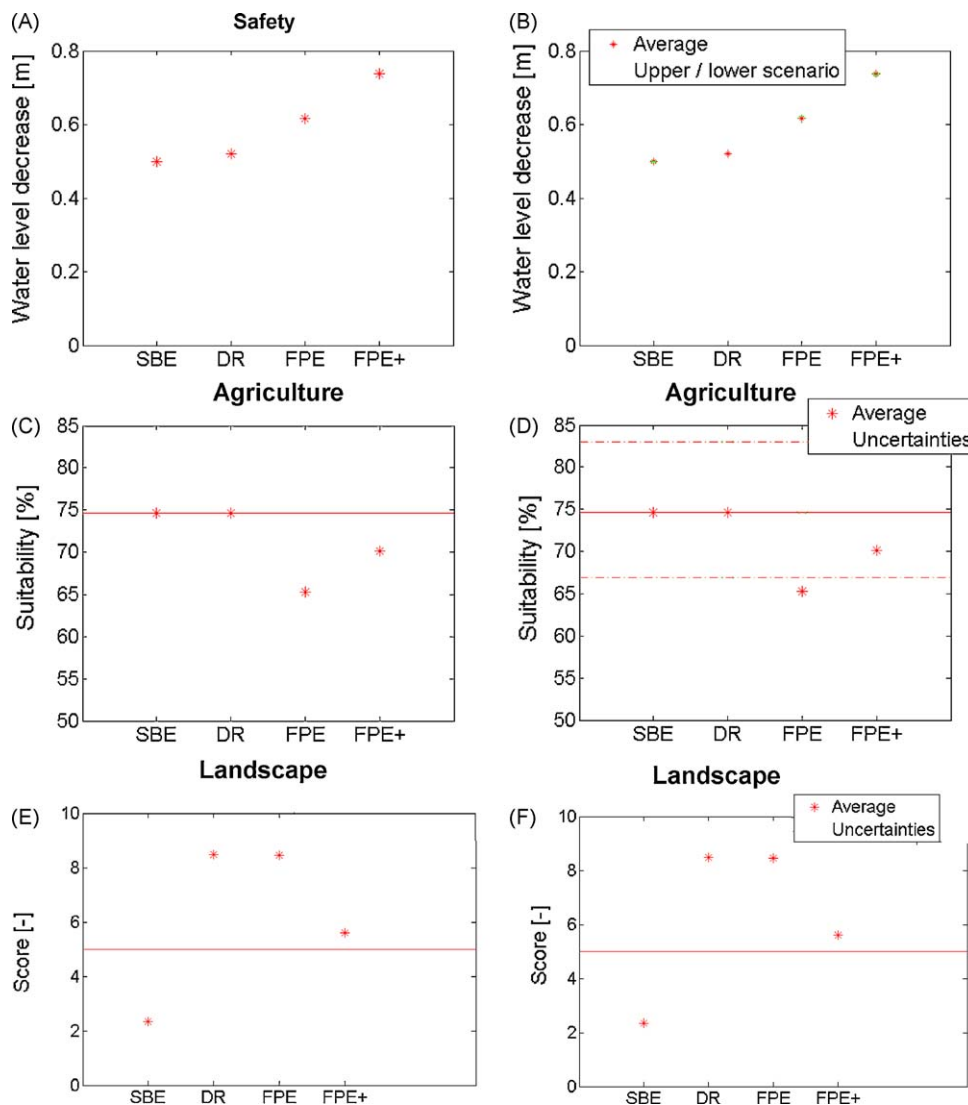 (A)
Safety
Water level decrease [m]
0.8
0.6
0.4
0.2
0
SBE DR FPE FPE+
(B)
Average
Upper / lower scenario
Water level decrease [m]
0.8
0.6
0.4
0.2
0
SBE DR FPE FPE+
(C)
Agriculture
Suitability [%]
85
80
75
70
65
60
55
50
SBE DR FPE FPE+
(D)
Agriculture
Average
Uncertainties
Suitability [%]
85
80
75
70
65
60
55
50
SBE DR FPE FPE+
(E)
Landscape
Score [-]
10
8
6
4
2
0
SBE DR FPE FPE+
(F)
Landscape
Average
Uncertainties
Score [-]
10
8
6
4
2
0
SBE DR FPE FPE+